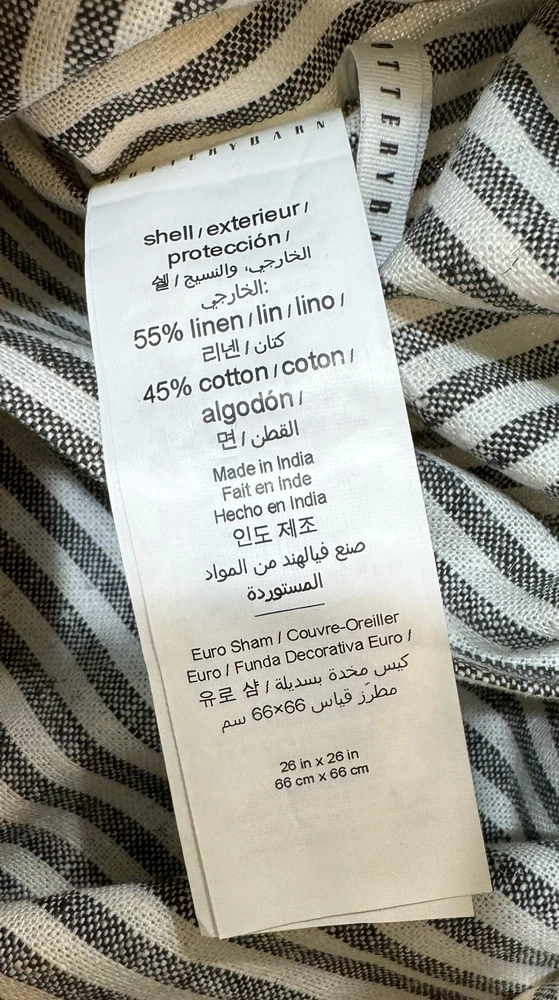 POTTERYBARN
OTTERYBA
shell / exterieur /
protección /
쉘 / الخارجي، والنسيج
الخارجي:
55% linen / lin / lino /
리넨 / كتان
45% cotton / coton /
algodón /
면 / القطن
Made in India
Fait en Inde
Hecho en India
인도 제조
صنع فيالهند من المواد
المستوردة
Euro Sham / Couvre-Oreiller
Euro / Funda Decorativa Euro /
유로 샴 / كيس مخدة بسديلة
مطرّز قياس 66×66 سم
26 in x 26 in
66 cm x 66 cm